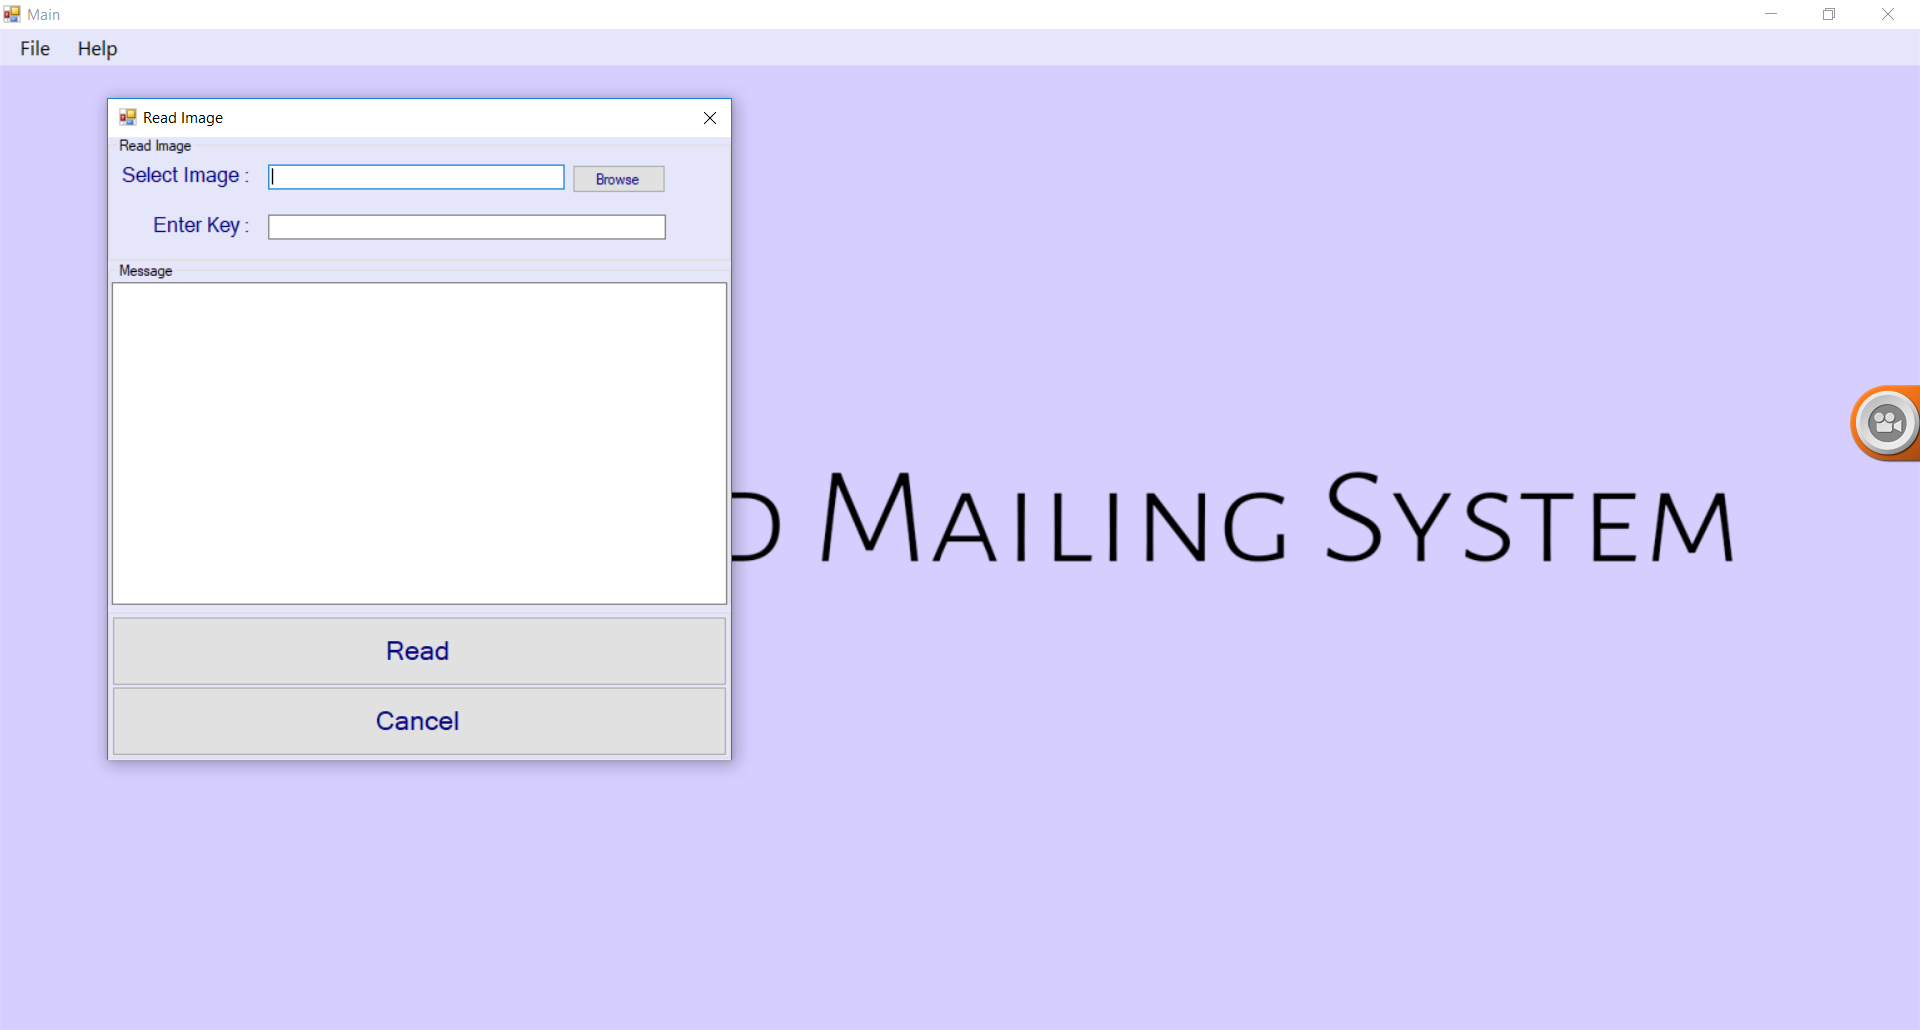 Main
File Help
Read Image
Read Image
Select Image :
Browse
Enter Key :
Message
D MAILING SYSTEM
Read
Cancel